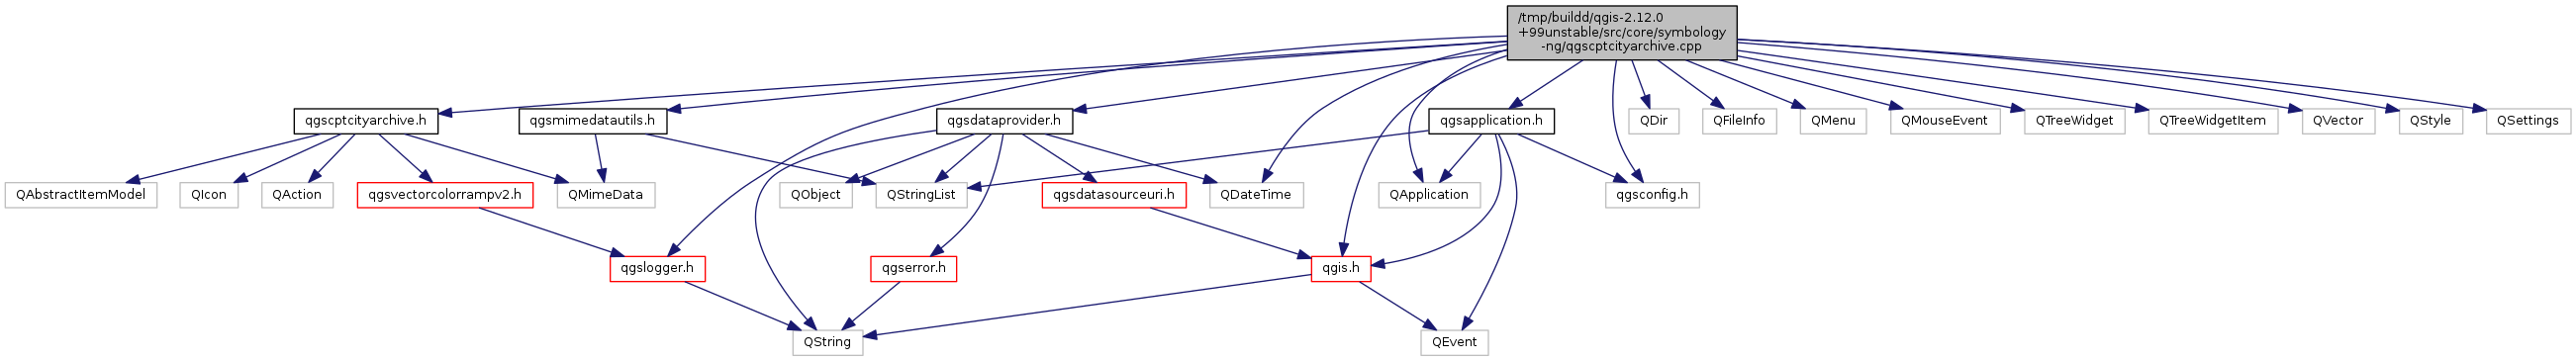 /tmp/buildd/qgis-2.12.0
+99unstable/src/core/symbology
-ng/qgscptcityarchive.cpp
qgscptcityarchive.h
qgsmimedatautils.h
qgsdataprovider.h
qgsapplication.h
QDir
QFileInfo
QMenu
QMouseEvent
QTreeWidget
QTreeWidgetItem
QVector
QStyle
QSettings
QAbstractItemModel
QIcon
QAction
qgsvectorcolorrampv2.h
QMimeData
QObject
QStringList
qgsdatasourceuri.h
QDateTime
QApplication
qgsconfig.h
qgslogger.h
qgserror.h
qgis.h
QString
QEvent